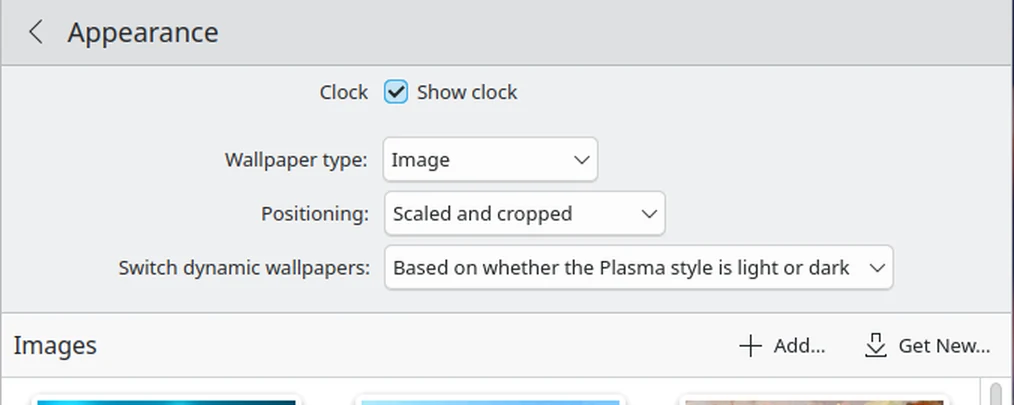 Appearance
Clock Show clock
Wallpaper type: Image
Positioning: Scaled and cropped
Switch dynamic wallpapers: Based on whether the Plasma style is light or dark
Images Add... Get New...